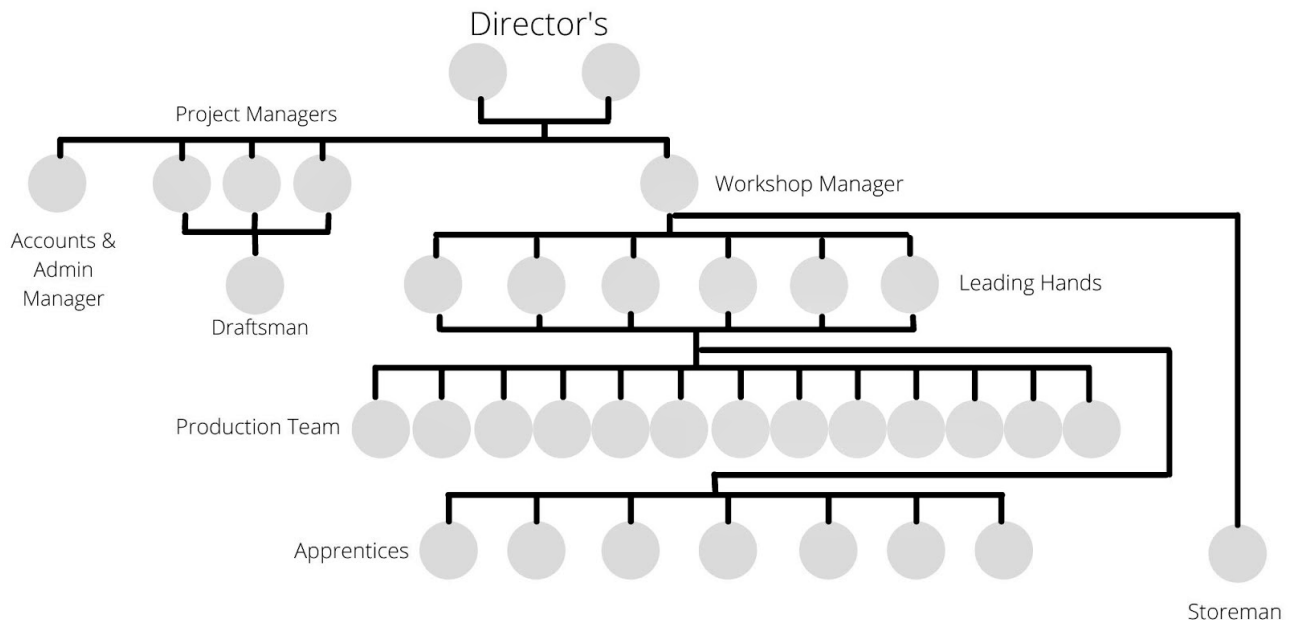 Director's
Project Managers
Workshop Manager
Accounts &
Admin
Manager
Leading Hands
Draftsman
Production Team
Apprentices
Storeman